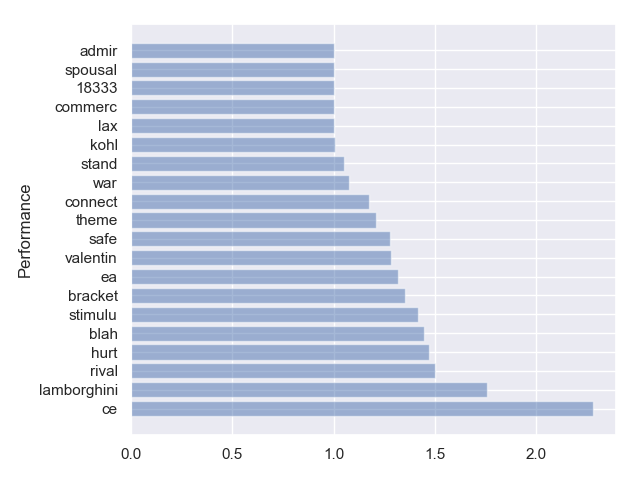 admir
spousal
18333
commerc
lax
kohl
stand
war
connect
theme
safe
valentin
ea
bracket
stimulu
blah
hurt
rival
lamborghini
ce
Performance
0.0 0.5 1.0 1.5 2.0